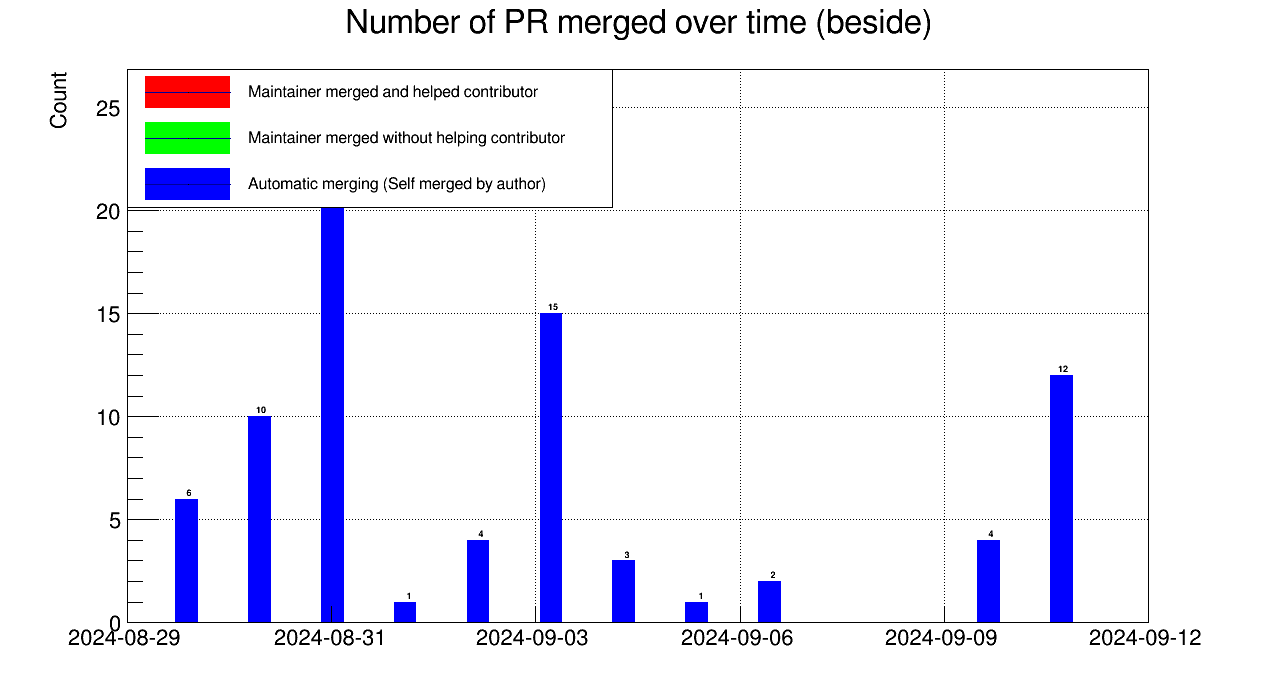 Number of PR merged over time (beside)
Count
Maintainer merged and helped contributor
Maintainer merged without helping contributor
Automatic merging (Self merged by author)
25
20
15
10
5
0
6
10
1
4
15
3
1
2
4
12
2024-08-29 2024-08-31 2024-09-03 2024-09-06 2024-09-09 2024-09-12